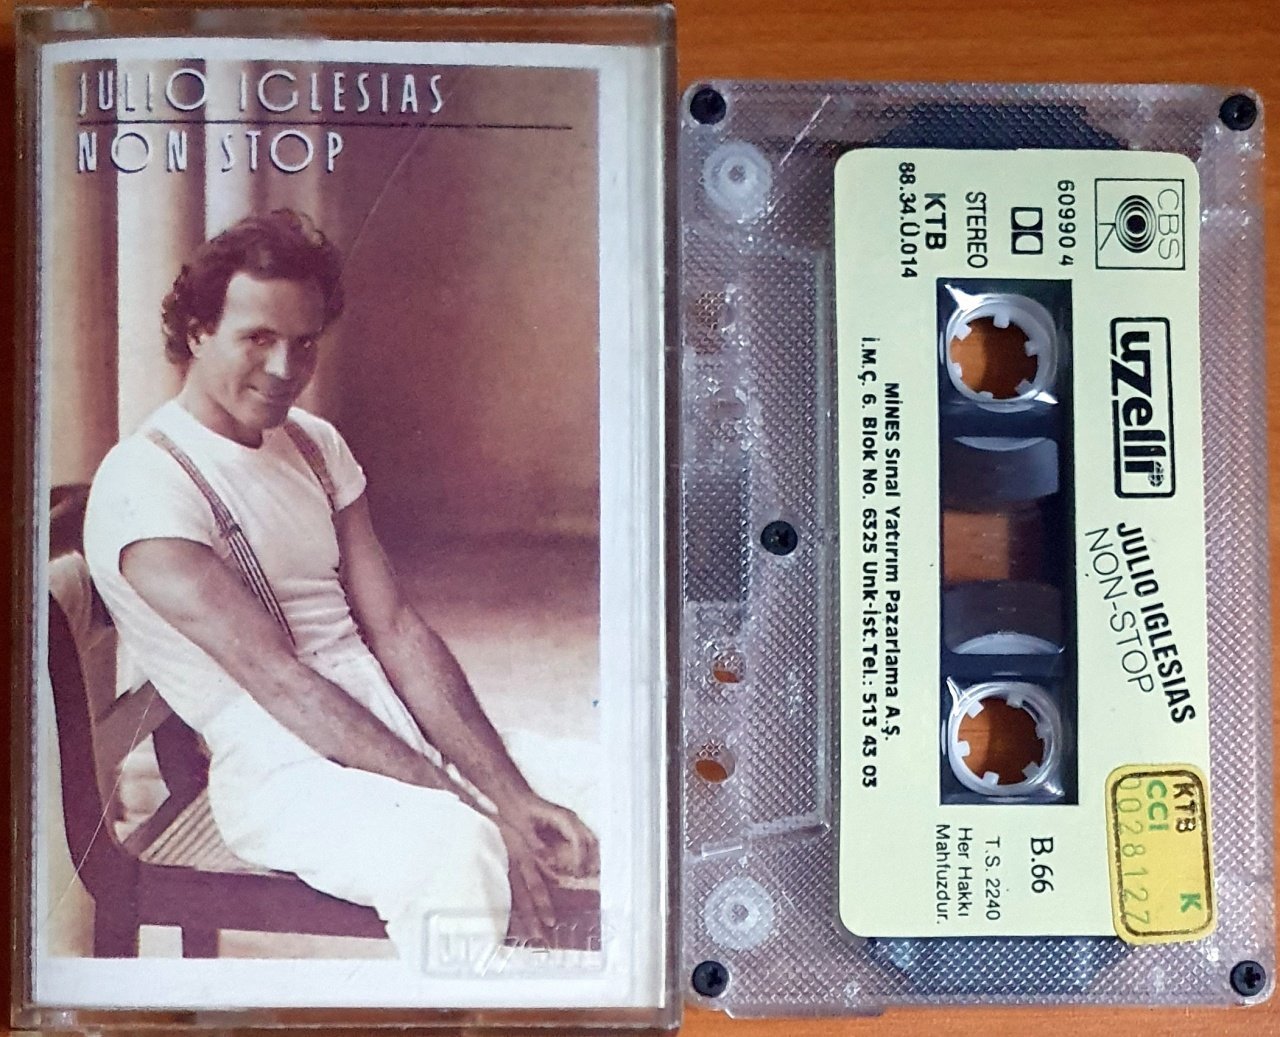 JULIO IGLESIAS
NON STOP
CBS
uzelli
JULIO IGLESIAS
NON-STOP
60990 4
STEREO
KTB
88.34.Ü.014
MİNES Sınai Yatırım Pazarlama A.Ş.
İ.M.Ç. 6. Blok No. 6325 Unk-İst.Tel.: 513 43 03
B.66
T.S. 2240
Her Hakkı
Mahfuzdur.
KTB K
CCI
0028127
uzelli